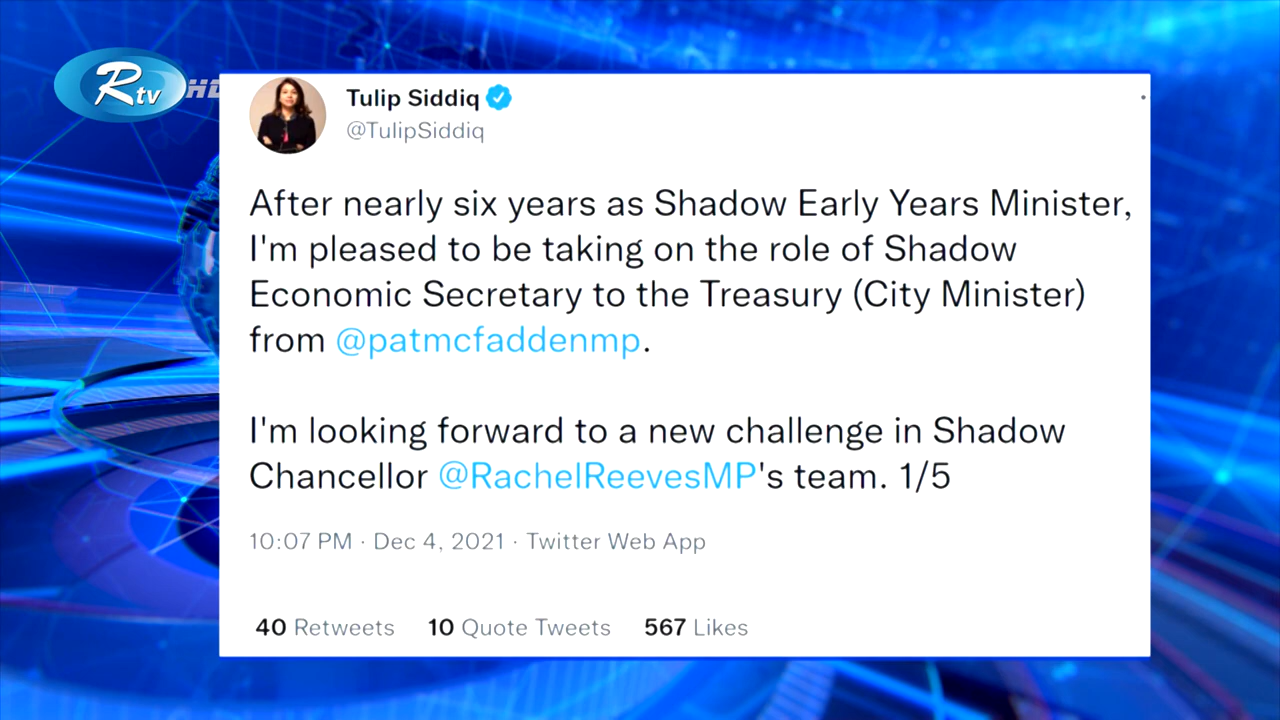 Rtv HD
Tulip Siddiq
@TulipSiddiq
After nearly six years as Shadow Early Years Minister,
I'm pleased to be taking on the role of Shadow
Economic Secretary to the Treasury (City Minister)
from @patmcfaddenmp.
I'm looking forward to a new challenge in Shadow
Chancellor @RachelReevesMP's team. 1/5
10:07 PM · Dec 4, 2021 · Twitter Web App
40 Retweets 10 Quote Tweets 567 Likes